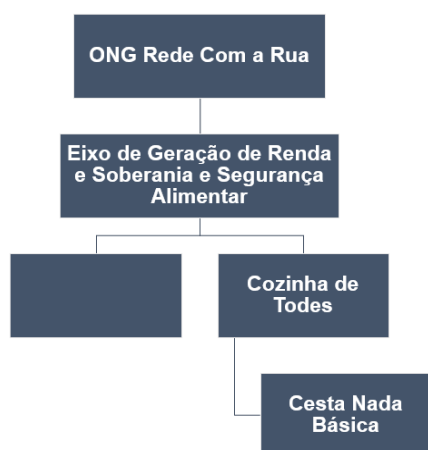 ONG Rede Com a Rua
Eixo de Geração de Renda
e Soberania e Segurança
Alimentar
Cozinha de
Todes
Cesta Nada
Básica